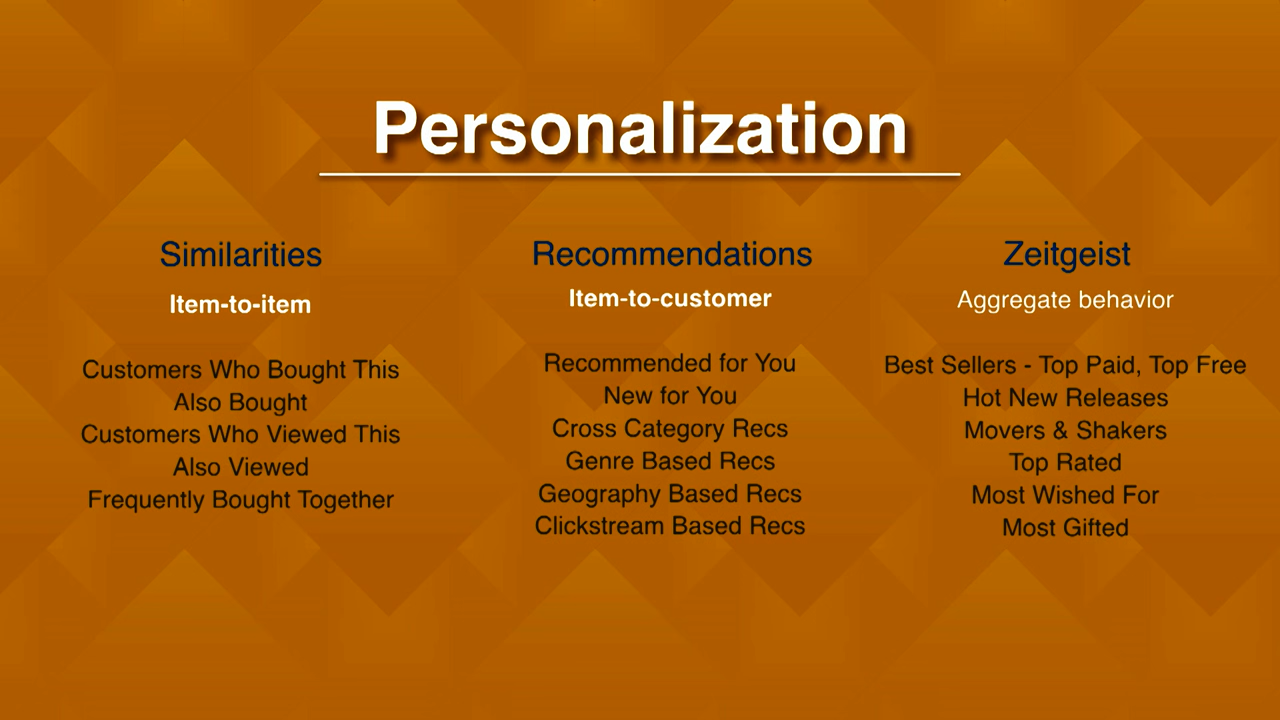 Personalization
Similarities
Item-to-item
Customers Who Bought This
Also Bought
Customers Who Viewed This
Also Viewed
Frequently Bought Together
Recommendations
Item-to-customer
Recommended for You
New for You
Cross Category Recs
Genre Based Recs
Geography Based Recs
Clickstream Based Recs
Zeitgeist
Aggregate behavior
Best Sellers - Top Paid, Top Free
Hot New Releases
Movers & Shakers
Top Rated
Most Wished For
Most Gifted